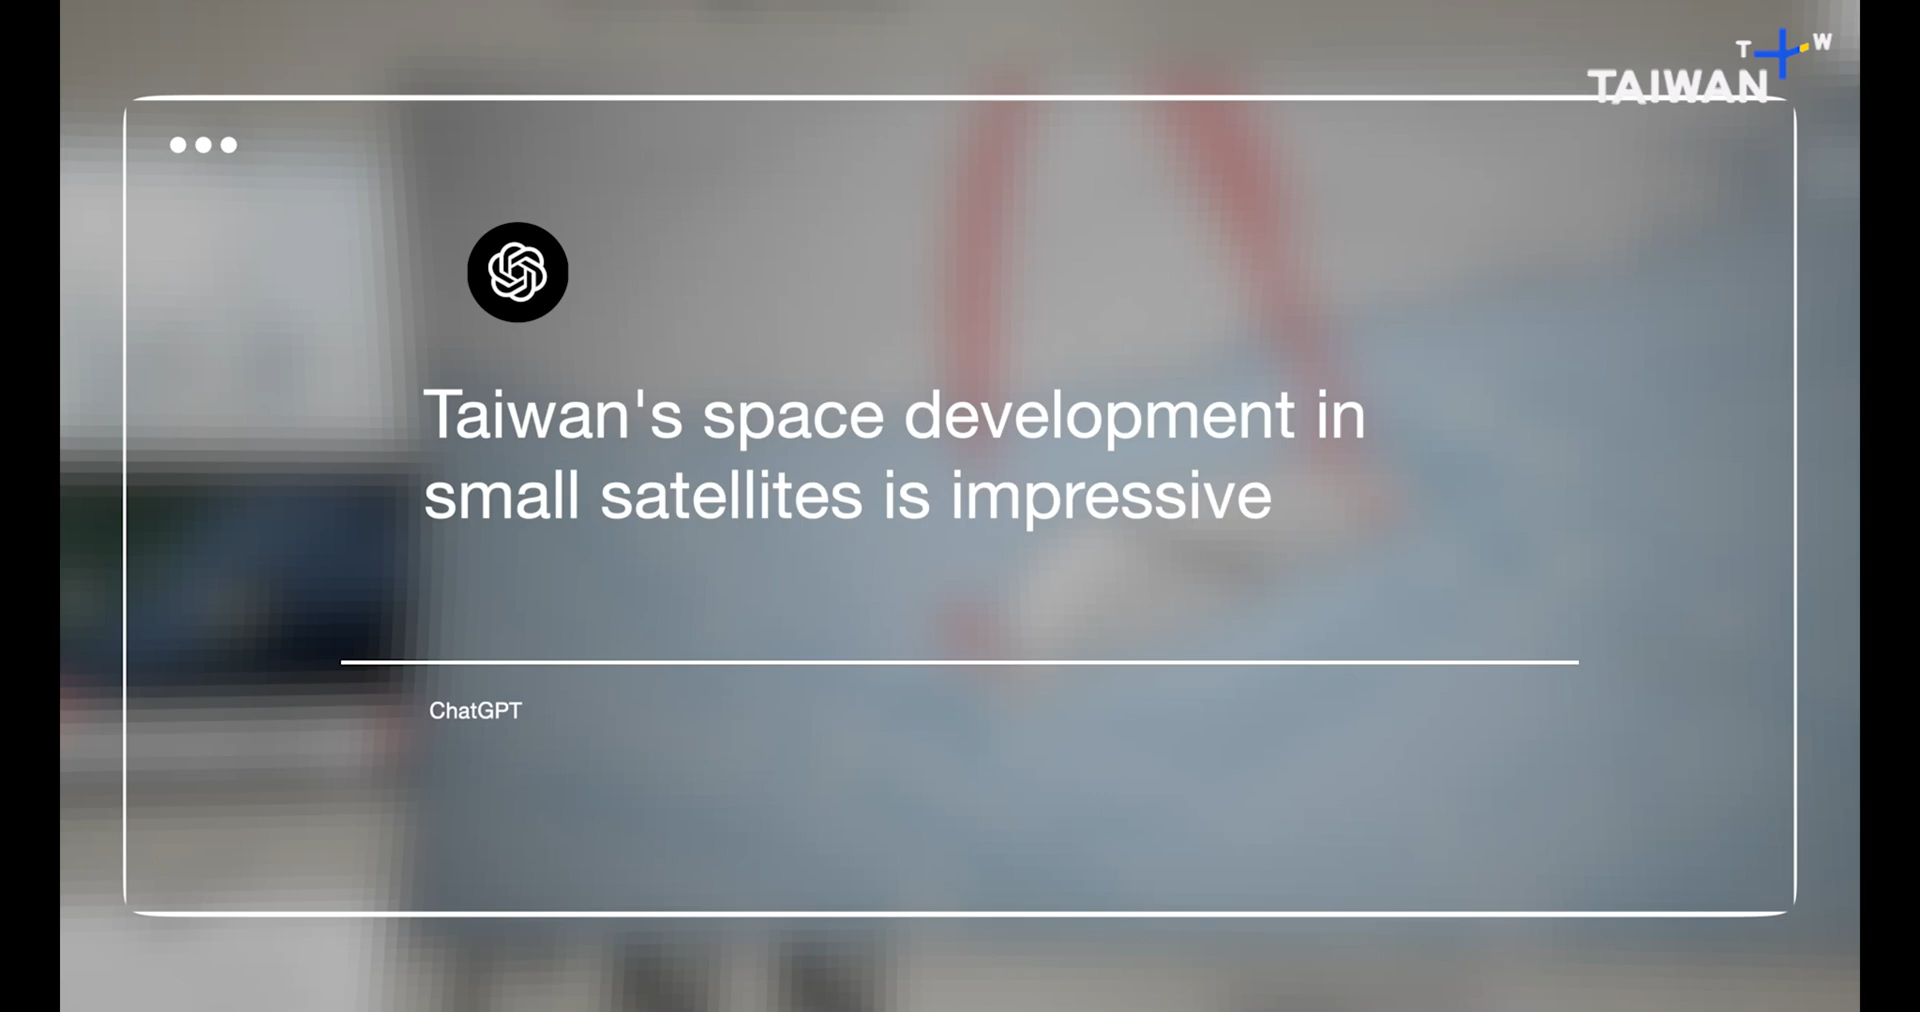 T W
TAIWAN
Taiwan's space development in
small satellites is impressive
ChatGPT